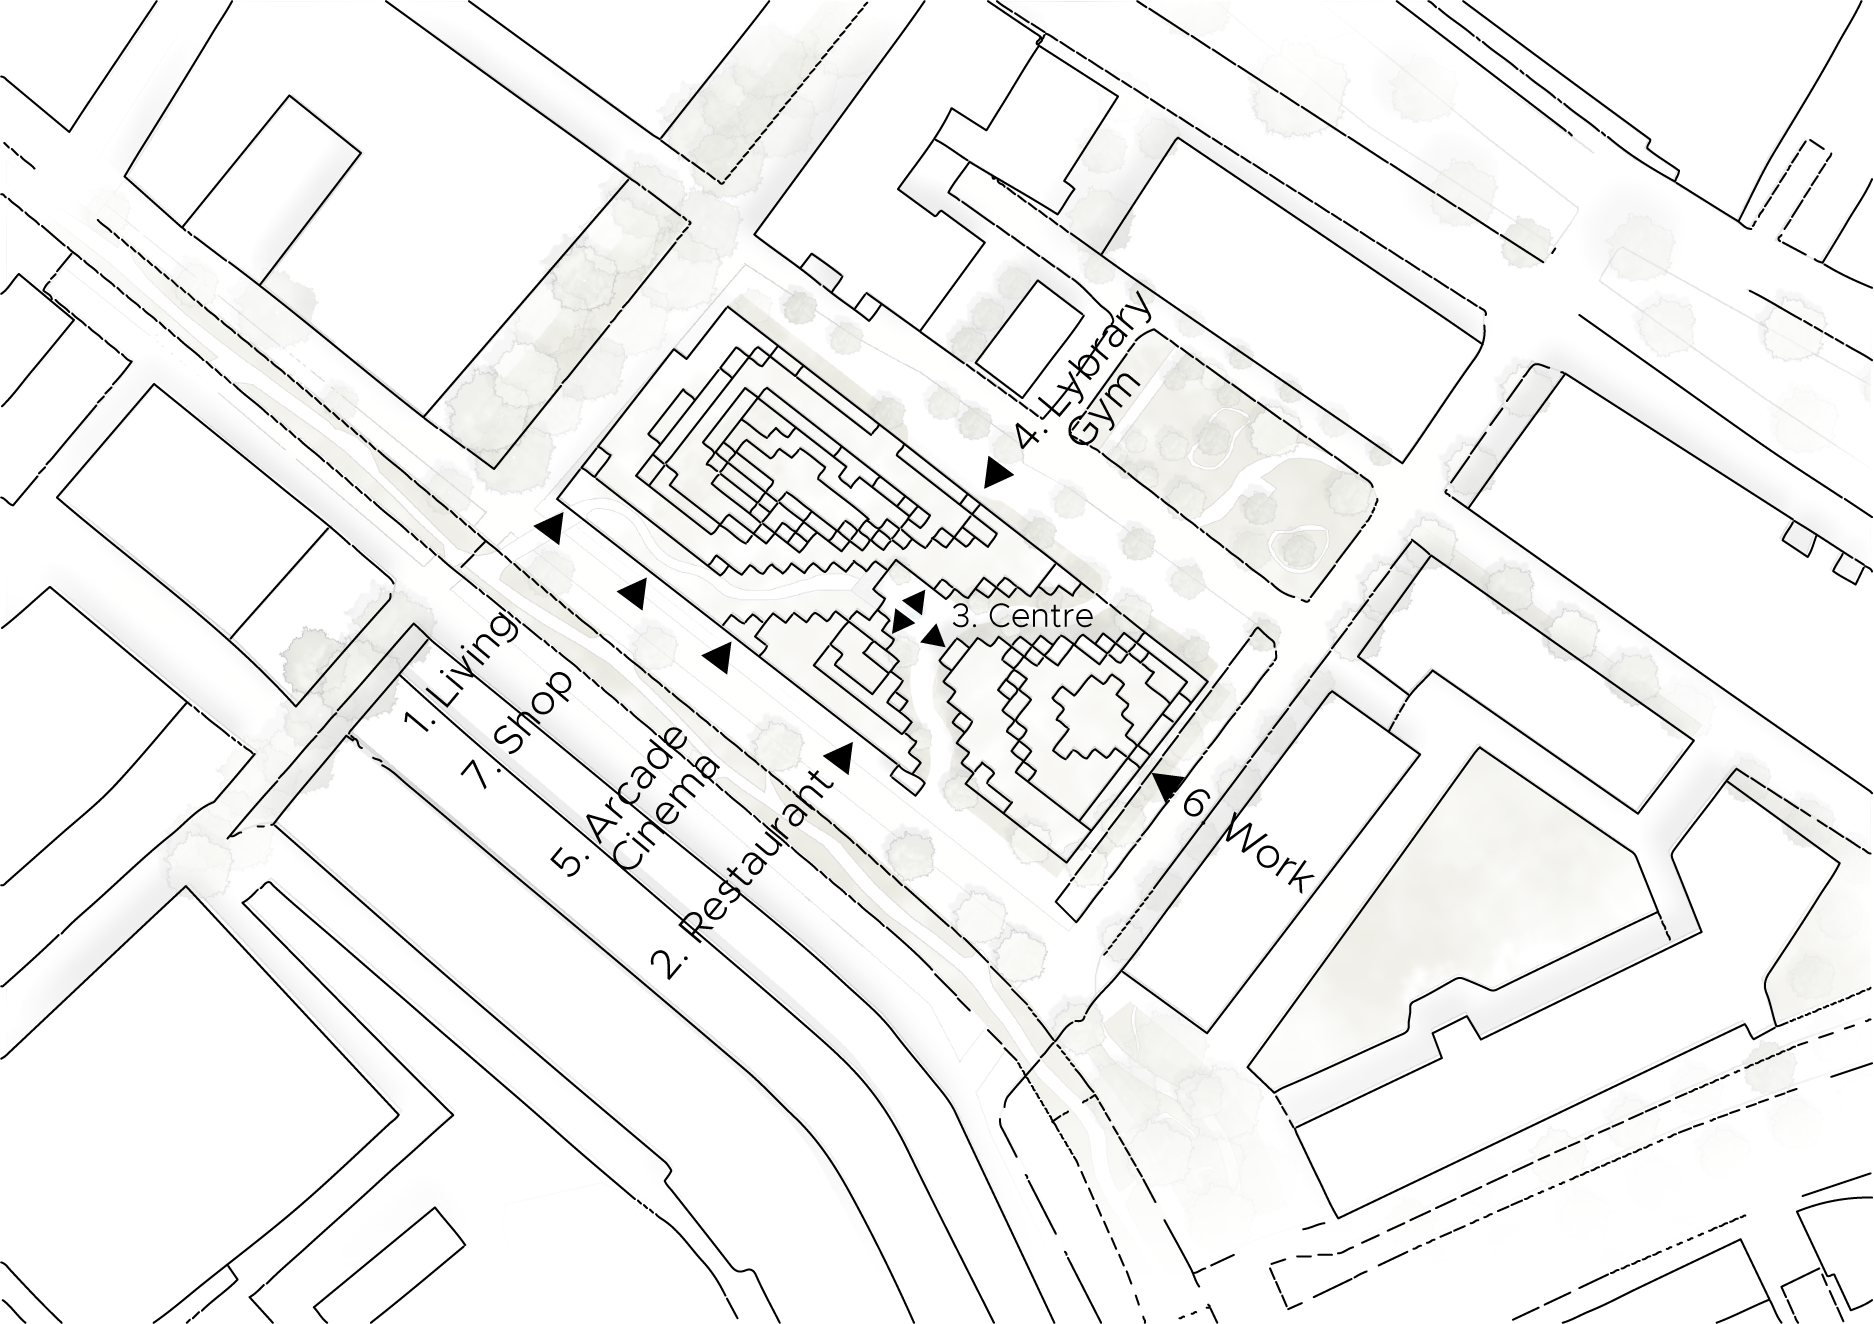 4. Lybrary
Gym
3. Centre
1. Living
7. Shop
5. Arcade
Cinema
2. Restaurant
6. Work